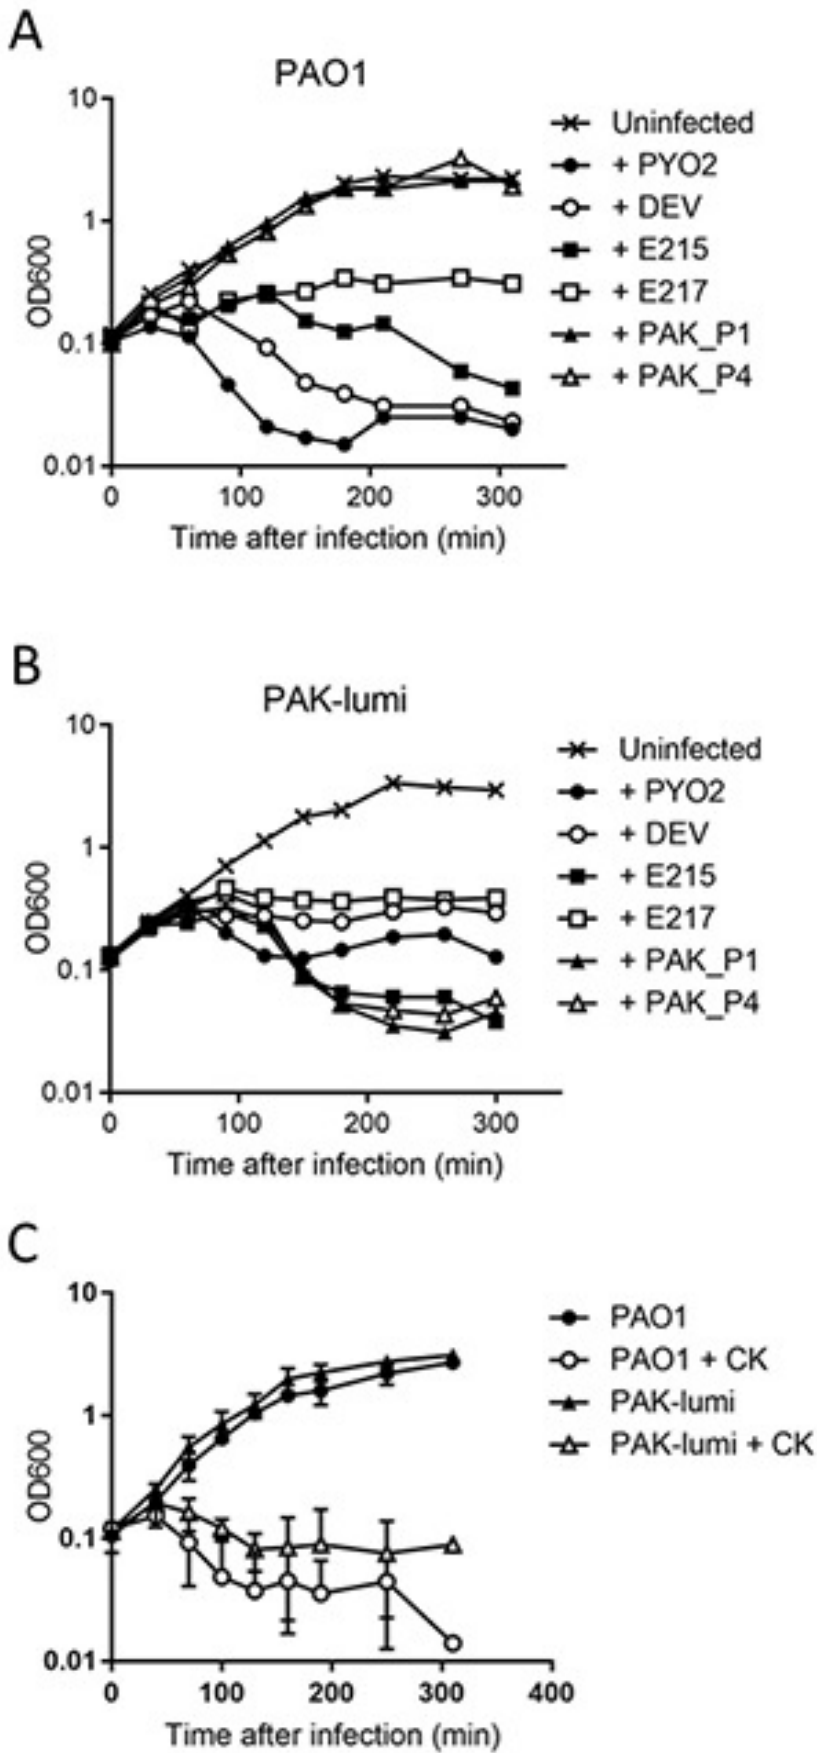 A
PAO1
10
1
0.1
0.01
OD600
0 100 200 300
Time after infection (min)
Uninfected
+ PYO2
+ DEV
+ E215
+ E217
+ PAK_P1
+ PAK_P4
B
PAK-lumi
10
1
0.1
0.01
OD600
0 100 200 300
Time after infection (min)
Uninfected
+ PYO2
+ DEV
+ E215
+ E217
+ PAK_P1
+ PAK_P4
C
10
1
0.1
0.01
OD600
0 100 200 300 400
Time after infection (min)
PAO1
PAO1 + CK
PAK-lumi
PAK-lumi + CK